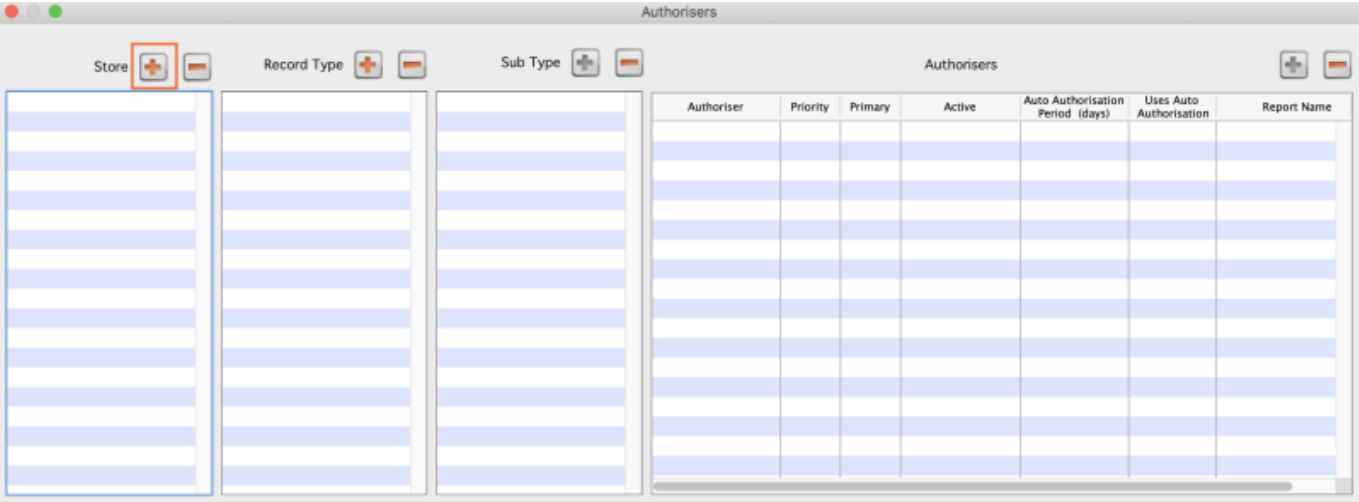 Authorisers
Store
Record Type
Sub Type
Authorisers
Authoriser
Priority
Primary
Active
Auto Authorisation
Period (days)
Uses Auto
Authorisation
Report Name